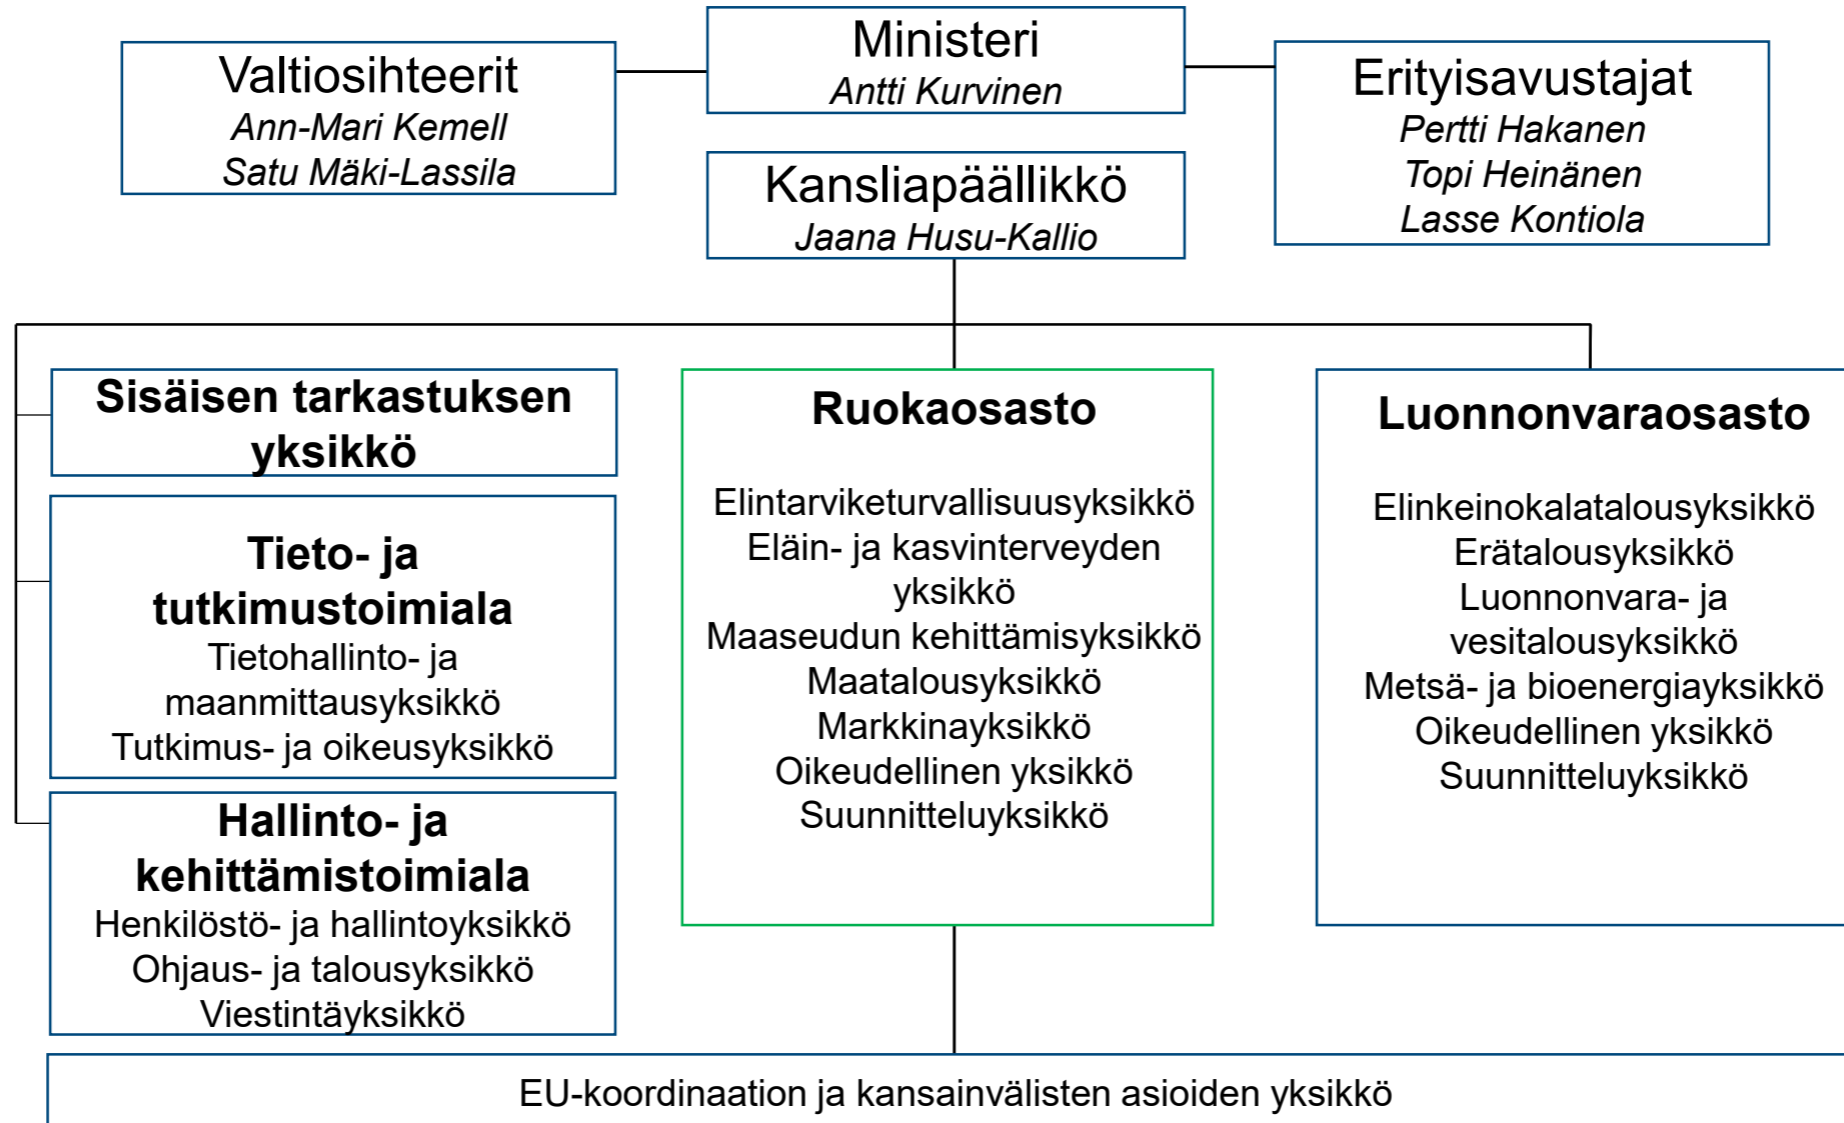 Valtiosihteerit
Ann-Mari Kemell
Satu Mäki-Lassila
Ministeri
Antti Kurvinen
Erityisavustajat
Pertti Hakanen
Topi Heinänen
Lasse Kontiola
Kansliapäällikkö
Jaana Husu-Kallio
Sisäisen tarkastuksen
yksikkö
Tieto- ja
tutkimustoimiala
Tietohallinto- ja
maanmittausyksikkö
Tutkimus- ja oikeusyksikkö
Hallinto- ja
kehittämistoimiala
Henkilöstö- ja hallintoyksikkö
Ohjaus- ja talousyksikkö
Viestintäyksikkö
Ruokaosasto
Elintarviketurvallisuusyksikkö
Eläin- ja kasvinterveyden
yksikkö
Maaseudun kehittämisyksikkö
Maatalousyksikkö
Markkinayksikkö
Oikeudellinen yksikkö
Suunnitteluyksikkö
Luonnonvaraosasto
Elinkeinokalatalousyksikkö
Erätalousyksikkö
Luonnonvara- ja
vesitalousyksikkö
Metsä- ja bioenergiayksikkö
Oikeudellinen yksikkö
Suunnitteluyksikkö
EU-koordinaation ja kansainvälisten asioiden yksikkö